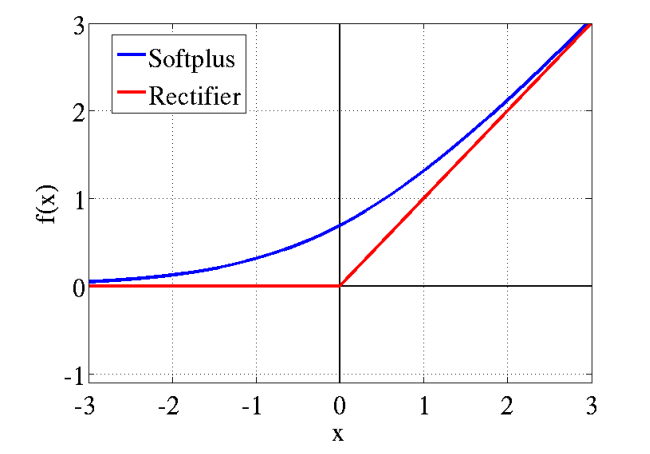 3
Softplus
Rectifier
2
1
f(x)
0
-1
-3 -2 -1 0 1 2 3
x